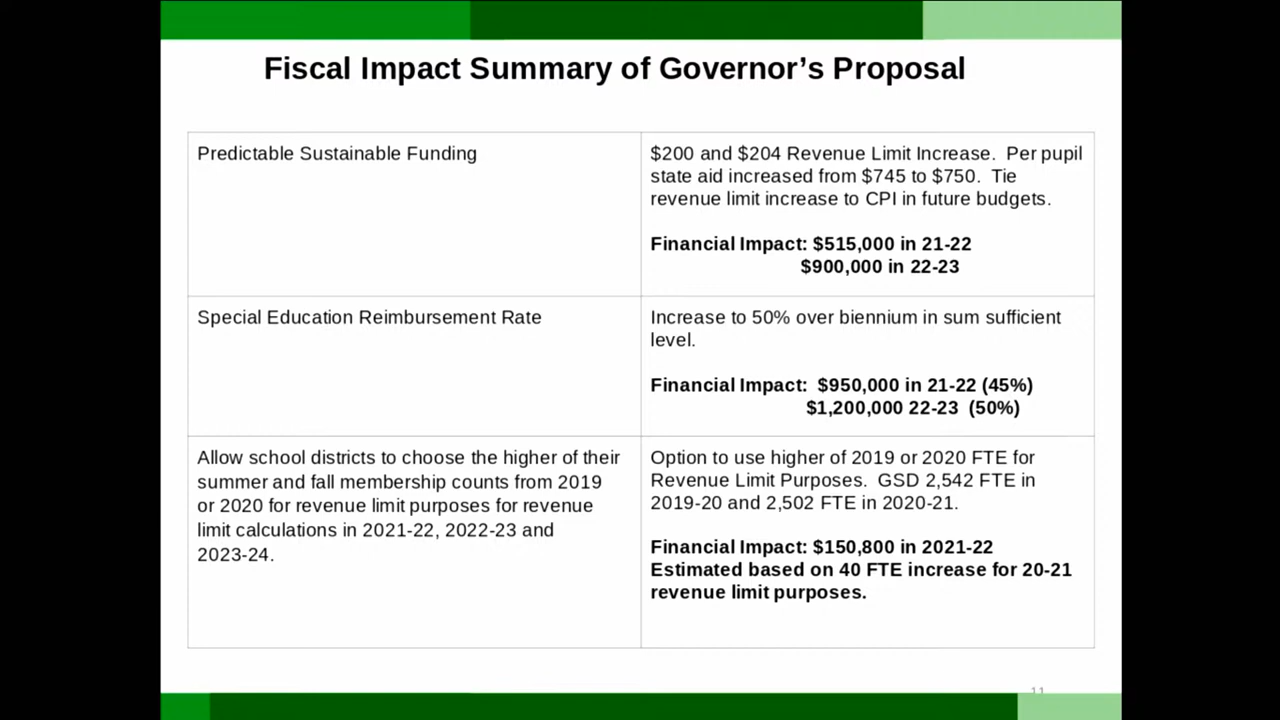 Fiscal Impact Summary of Governor’s Proposal
Predictable Sustainable Funding
$200 and $204 Revenue Limit Increase.  Per pupil
state aid increased from $745 to $750.  Tie
revenue limit increase to CPI in future budgets.
Financial Impact: $515,000 in 21-22
$900,000 in 22-23
Special Education Reimbursement Rate
Increase to 50% over biennium in sum sufficient
level.
Financial Impact:  $950,000 in 21-22 (45%)
$1,200,000 22-23  (50%)
Allow school districts to choose the higher of their
summer and fall membership counts from 2019
or 2020 for revenue limit purposes for revenue
limit calculations in 2021-22, 2022-23 and
2023-24.
Option to use higher of 2019 or 2020 FTE for
Revenue Limit Purposes.  GSD 2,542 FTE in
2019-20 and 2,502 FTE in 2020-21.
Financial Impact: $150,800 in 2021-22
Estimated based on 40 FTE increase for 20-21
revenue limit purposes.
11